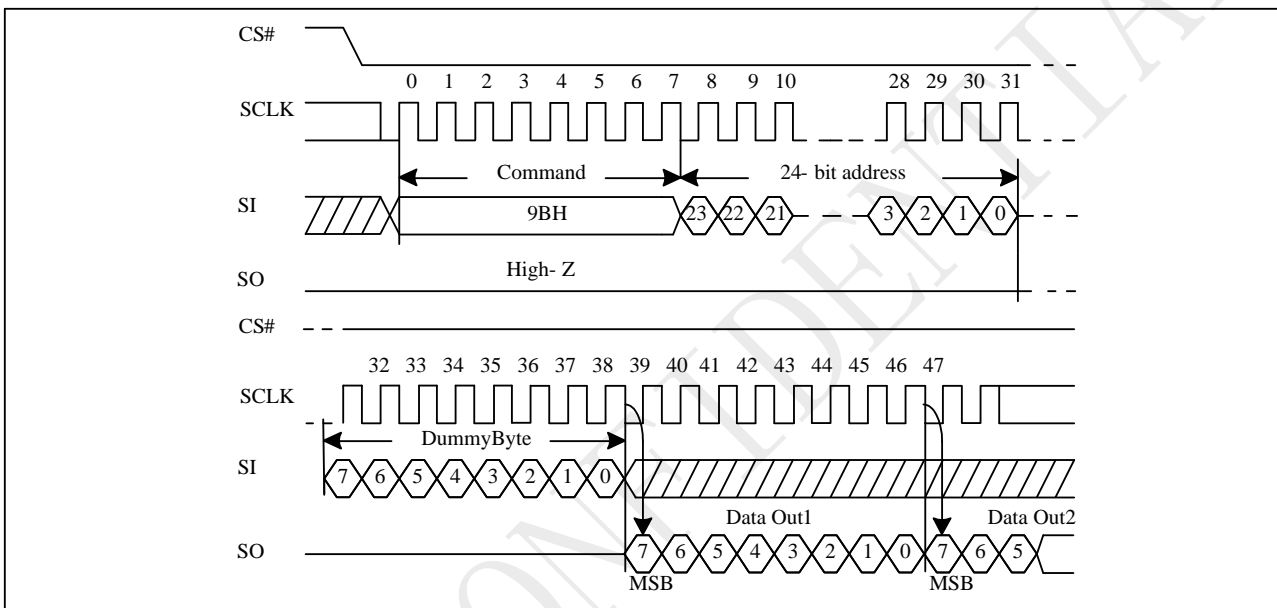 CS#
0 1 2 3 4 5 6 7 8 9 10 28 29 30 31
SCLK
Command 24- bit address
SI 9BH 23 22 21 3 2 1 0
SO High- Z
CS#
32 33 34 35 36 37 38 39 40 41 42 43 44 45 46 47
SCLK
DummyByte
SI 7 6 5 4 3 2 1 0
Data Out1 Data Out2
SO 7 6 5 4 3 2 1 0 7 6 5
MSB MSB
CONFIDENTIAL